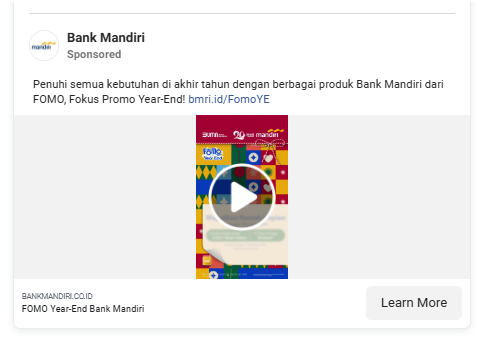 mandiri
Bank Mandiri
Sponsored
Penuhi semua kebutuhan di akhir tahun dengan berbagai produk Bank Mandiri dari
FOMO, Fokus Promo Year-End! bmri.id/FomoYE
BUMN mandiri
fomo
Year End
BANKMANDIRI.CO.ID
FOMO Year-End Bank Mandiri
Learn More